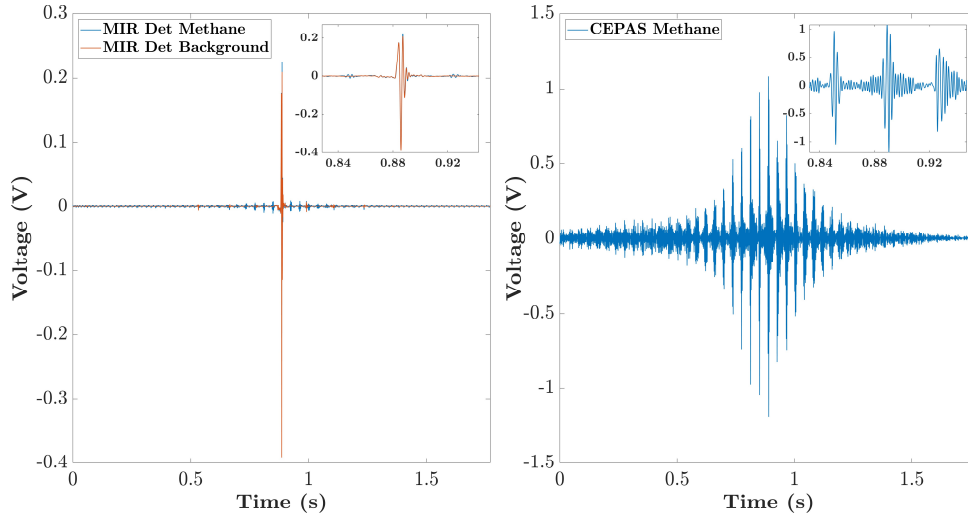 MIR Det Methane
MIR Det Background
0.3
0.2
0.1
0
-0.1
-0.2
-0.3
-0.4
0 0.5 1 1.5
Time (s)
Voltage (V)
0.2
0
-0.2
-0.4
0.84 0.88 0.92
CEPAS Methane
1.5
1
0.5
0
-0.5
-1
-1.5
0 0.5 1 1.5
Time (s)
Voltage (V)
1
0.5
0
-0.5
-1
0.84 0.88 0.92